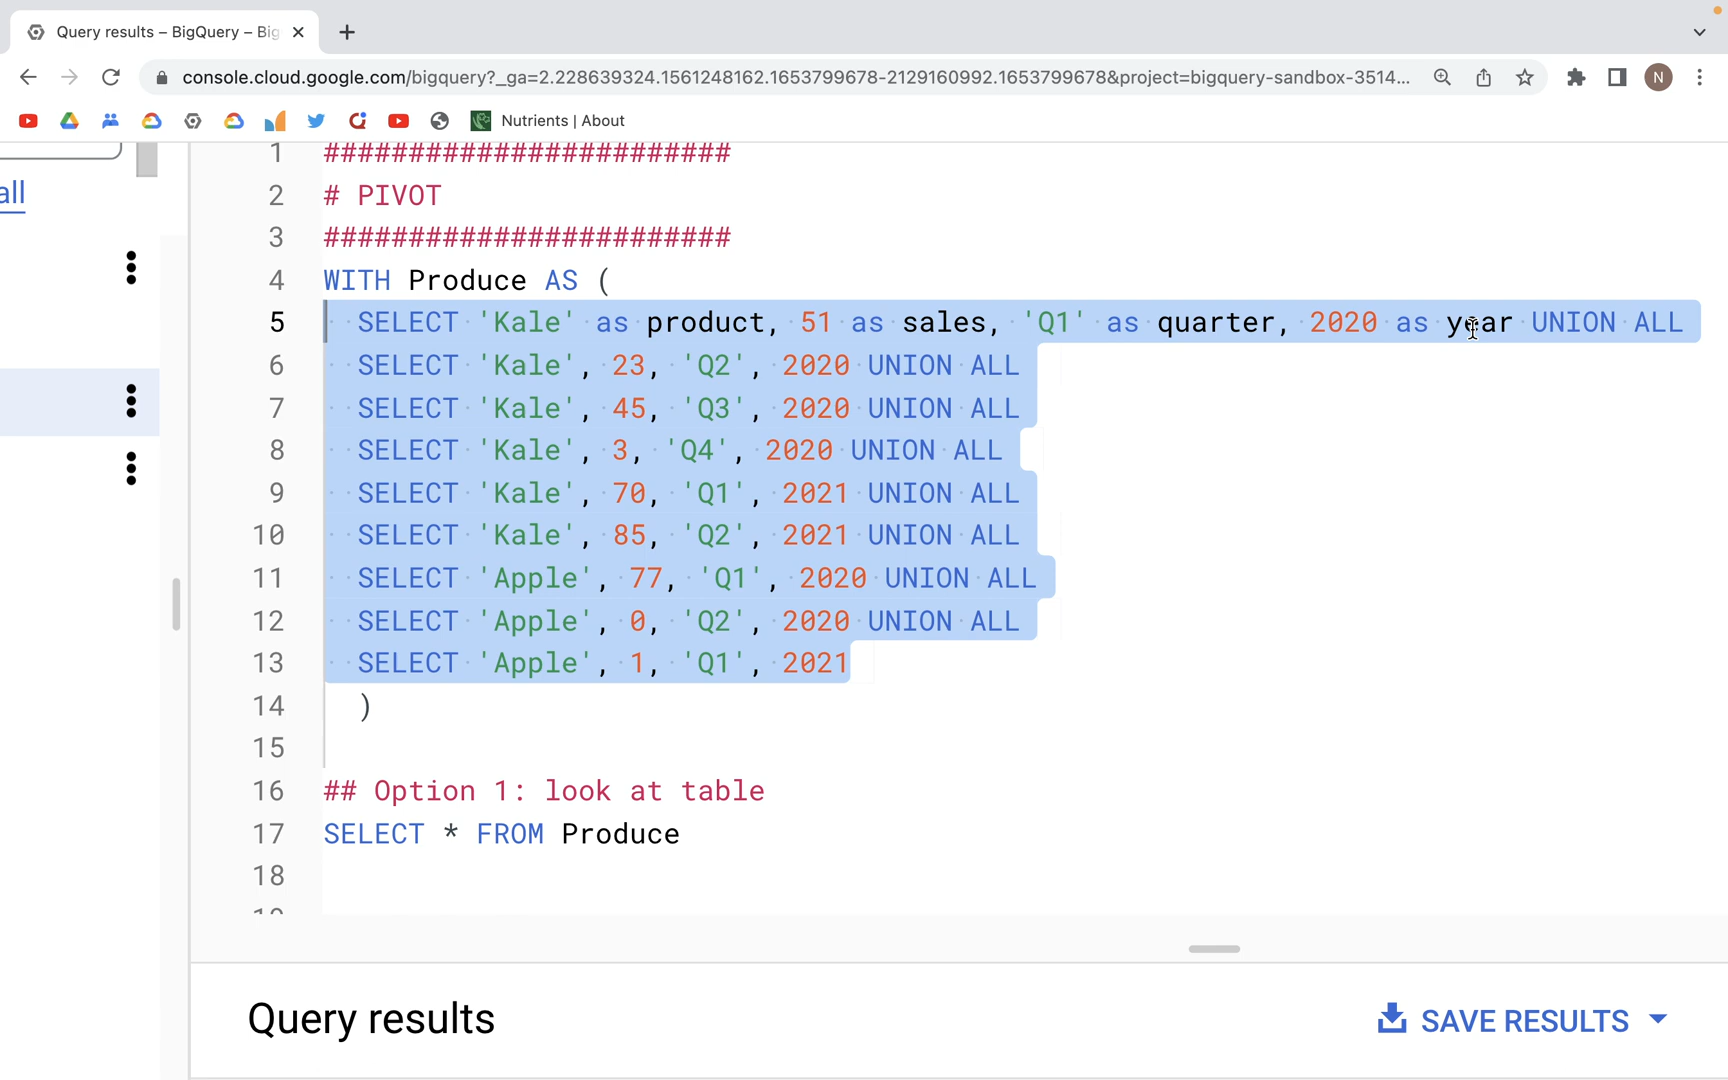 Query results – BigQuery – Big
console.cloud.google.com/bigquery?_ga=2.228639324.1561248162.1653799678-2129160992.1653799678&project=bigquery-sandbox-3514...
N
Nutrients | About
all
1 ########################
2 # PIVOT
3 ########################
4 WITH Produce AS (
5 SELECT 'Kale' as product, 51 as sales, 'Q1' as quarter, 2020 as year UNION ALL
6 SELECT 'Kale', 23, 'Q2', 2020 UNION ALL
7 SELECT 'Kale', 45, 'Q3', 2020 UNION ALL
8 SELECT 'Kale', 3, 'Q4', 2020 UNION ALL
9 SELECT 'Kale', 70, 'Q1', 2021 UNION ALL
10 SELECT 'Kale', 85, 'Q2', 2021 UNION ALL
11 SELECT 'Apple', 77, 'Q1', 2020 UNION ALL
12 SELECT 'Apple', 0, 'Q2', 2020 UNION ALL
13 SELECT 'Apple', 1, 'Q1', 2021
14 )
15
16 ## Option 1: look at table
17 SELECT * FROM Produce
18
Query results
SAVE RESULTS